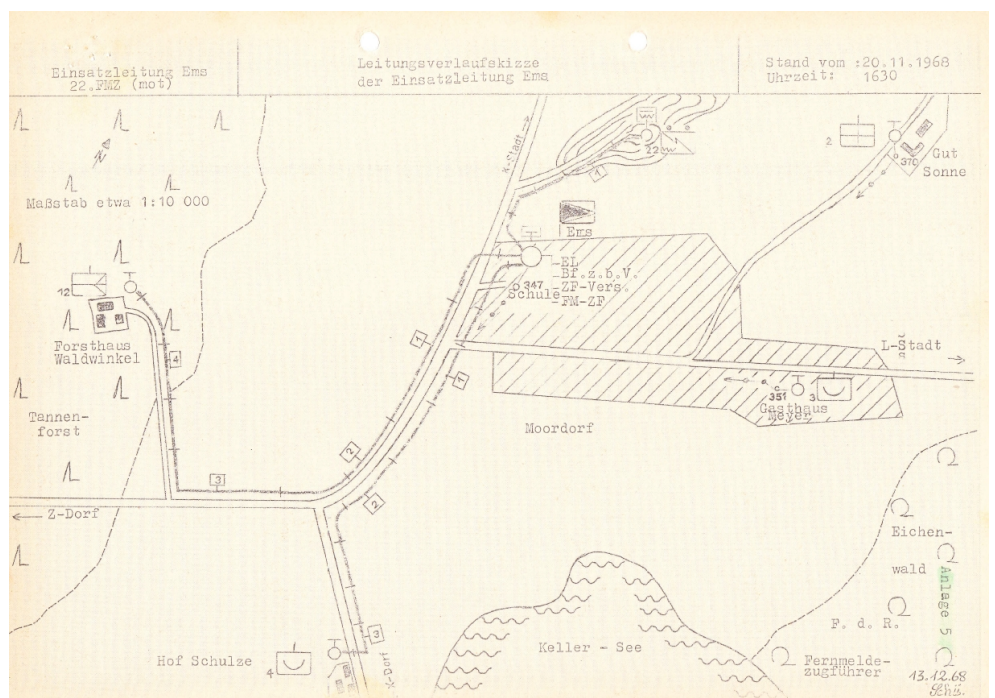 Einsatzleitung Ems
22.FMZ (mot)
Leitungsverlaufskizze
der Einsatzleitung Ems
Stand vom :20.11.1968
Uhrzeit: 1630
N
Maßstab etwa 1:10 000
K-Stadt
22
1
1
2
370
Gut
Sonne
Ems
EL
Bf.z.b.V.
ZF-Vers.
FM-ZF
347
Schule
12
Forsthaus
Waldwinkel
4
1
1
L-Stadt
351
3
Gasthaus
Meyer
Tannen-
forst
Moordorf
2
3
2
Z-Dorf
Eichen-
wald
Anlage 5
F. d. R.
3
Hof Schulze
4
X-Dorf
Keller - See
Fernmelde-
zugführer
13.12.68